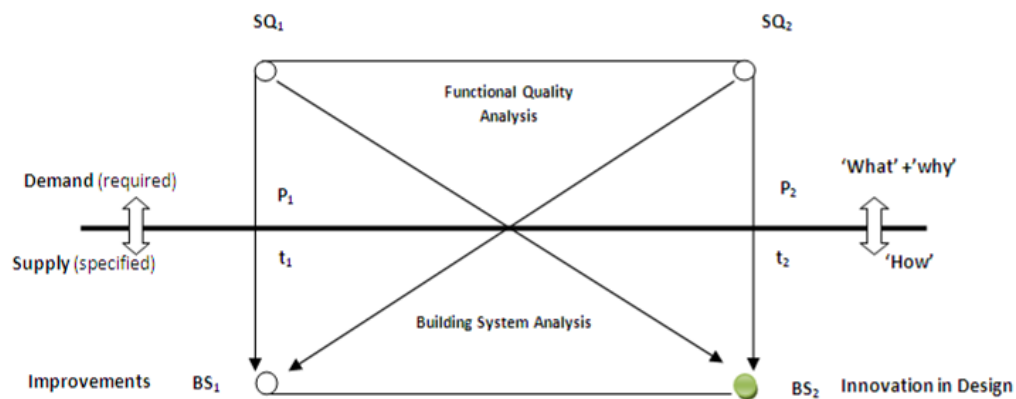 SQ₁
SQ₂
Functional Quality
Analysis
‘What’ +’why’
Demand (required)
P₁
P₂
Supply (specified)
t₁
t₂
‘How’
Building System Analysis
Improvements
BS₁
BS₂
Innovation in Design